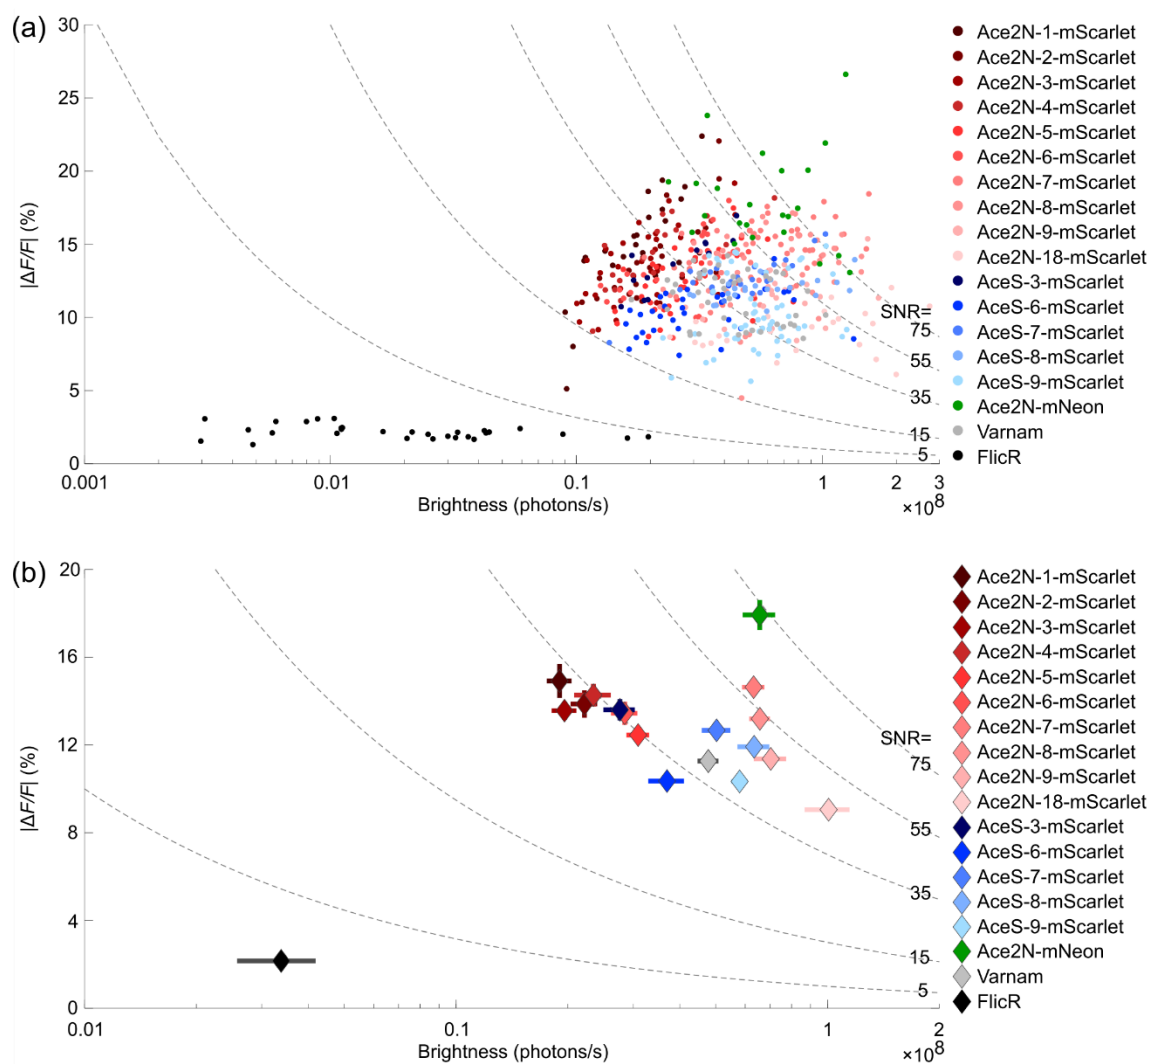 (a)
30
25
20
15
10
5
0
|ΔF/F| (%)
0.001
0.01
0.1
1
2
3
Brightness (photons/s)
×10⁸
SNR=
75
55
35
15
5
Ace2N-1-mScarlet
Ace2N-2-mScarlet
Ace2N-3-mScarlet
Ace2N-4-mScarlet
Ace2N-5-mScarlet
Ace2N-6-mScarlet
Ace2N-7-mScarlet
Ace2N-8-mScarlet
Ace2N-9-mScarlet
Ace2N-18-mScarlet
AceS-3-mScarlet
AceS-6-mScarlet
AceS-7-mScarlet
AceS-8-mScarlet
AceS-9-mScarlet
Ace2N-mNeon
Varnam
FlicR
(b)
20
16
12
8
4
0
|ΔF/F| (%)
0.01
0.1
1
2
Brightness (photons/s)
×10⁸
SNR=
75
55
35
15
5
Ace2N-1-mScarlet
Ace2N-2-mScarlet
Ace2N-3-mScarlet
Ace2N-4-mScarlet
Ace2N-5-mScarlet
Ace2N-6-mScarlet
Ace2N-7-mScarlet
Ace2N-8-mScarlet
Ace2N-9-mScarlet
Ace2N-18-mScarlet
AceS-3-mScarlet
AceS-6-mScarlet
AceS-7-mScarlet
AceS-8-mScarlet
AceS-9-mScarlet
Ace2N-mNeon
Varnam
FlicR